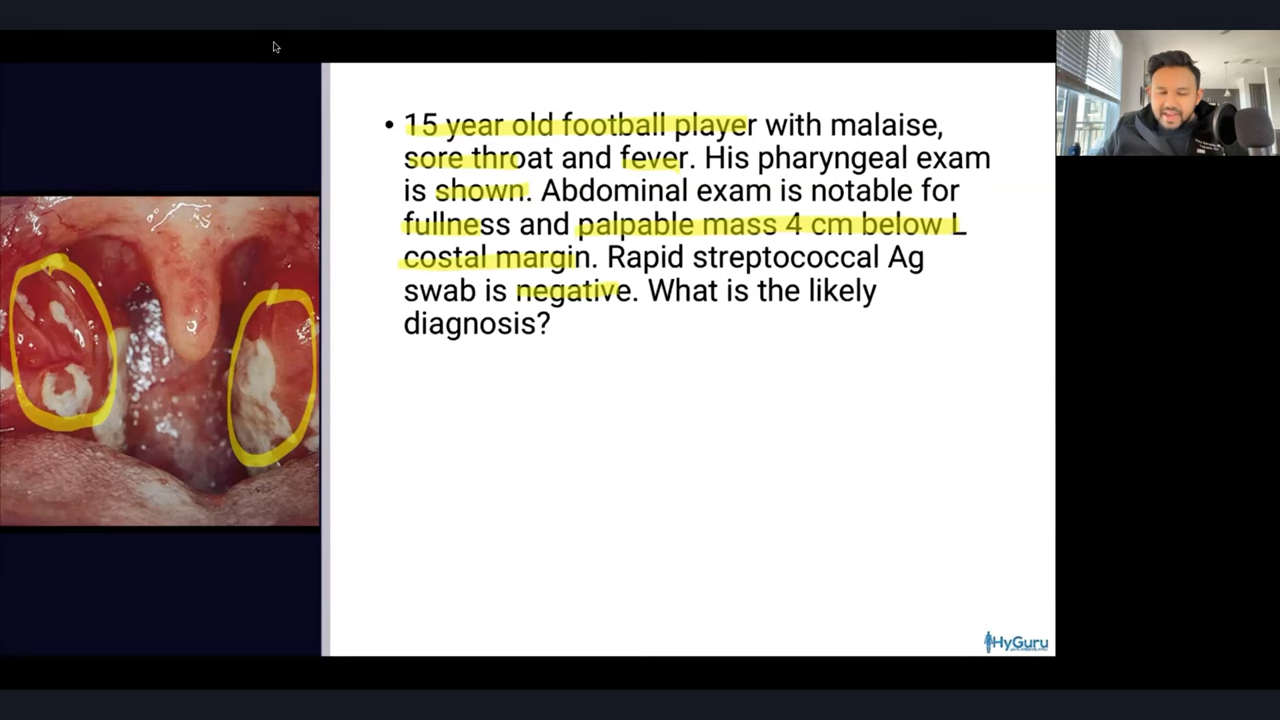 • 15 year old football player with malaise,
sore throat and fever. His pharyngeal exam
is shown. Abdominal exam is notable for
fullness and palpable mass 4 cm below L
costal margin. Rapid streptococcal Ag
swab is negative. What is the likely
diagnosis?
HyGuru